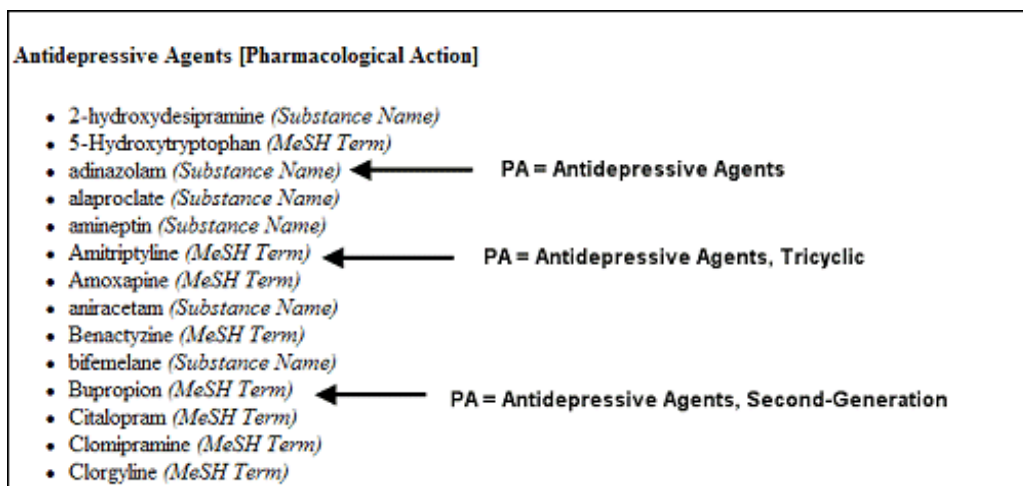 Antidepressive Agents [Pharmacological Action]
• 2-hydroxydesipramine (Substance Name)
• 5-Hydroxytryptophan (MeSH Term)
• adinazolam (Substance Name) PA = Antidepressive Agents
• alaproclate (Substance Name)
• amineptin (Substance Name)
• Amitriptyline (MeSH Term) PA = Antidepressive Agents, Tricyclic
• Amoxapine (MeSH Term)
• aniracetam (Substance Name)
• Benactyzine (MeSH Term)
• bifemelane (Substance Name)
• Bupropion (MeSH Term) PA = Antidepressive Agents, Second-Generation
• Citalopram (MeSH Term)
• Clomipramine (MeSH Term)
• Clorgyline (MeSH Term)